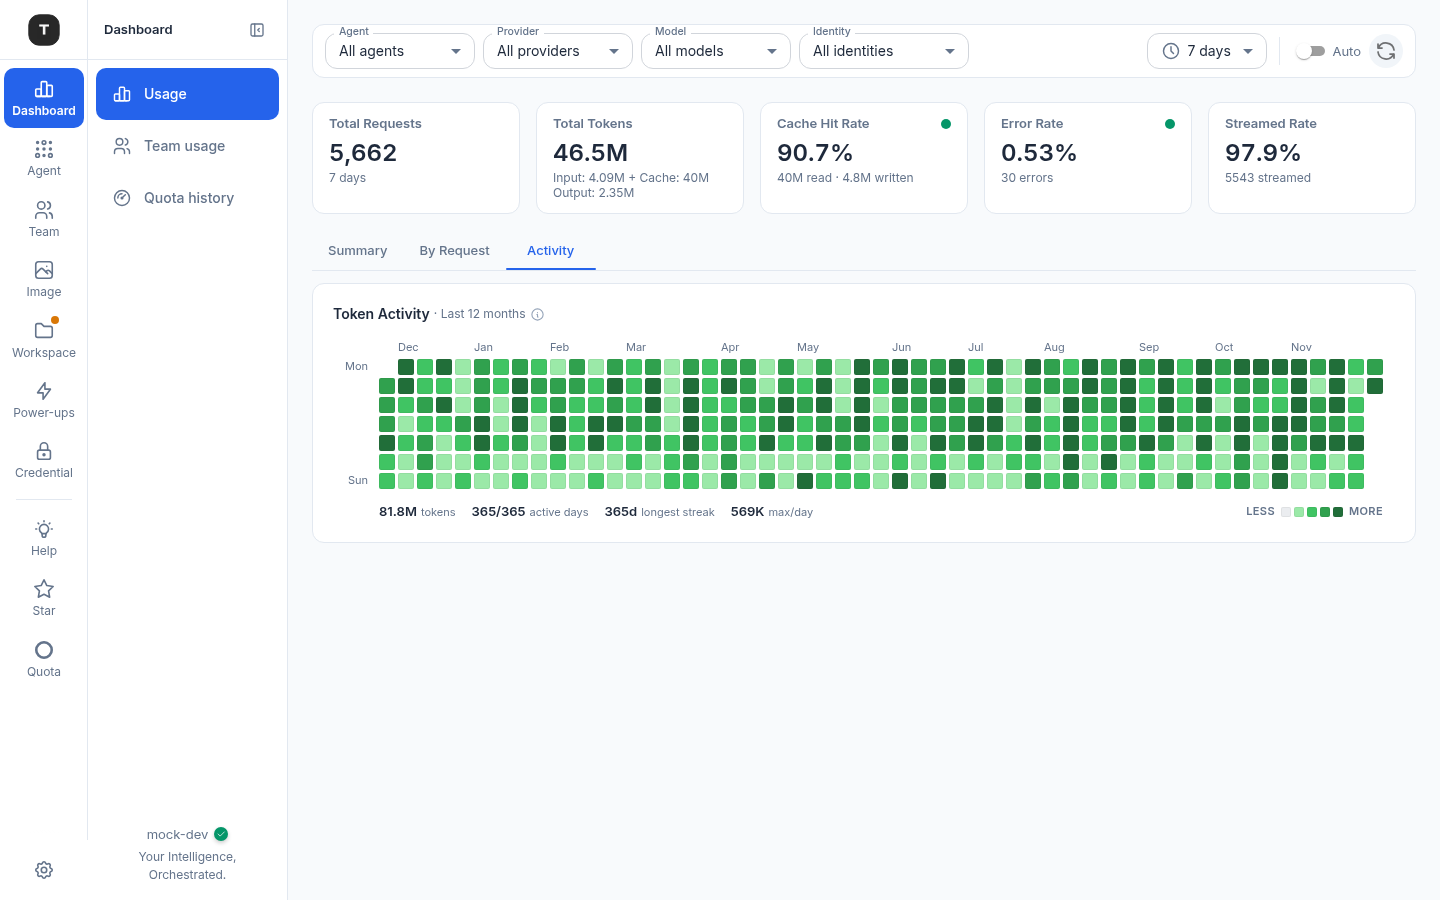 T
Dashboard
Dashboard
Agent
Team
Image
Workspace
Power-ups
Credential
Help
Star
Quota
Usage
Team usage
Quota history
mock-dev
Your Intelligence,
Orchestrated.
Agent
All agents
Provider
All providers
Model
All models
Identity
All identities
7 days
Auto
Total Requests
5,662
7 days
Total Tokens
46.5M
Input: 4.09M + Cache: 40M
Output: 2.35M
Cache Hit Rate
90.7%
40M read · 4.8M written
Error Rate
0.53%
30 errors
Streamed Rate
97.9%
5543 streamed
Summary By Request Activity
Token Activity · Last 12 months
Dec Jan Feb Mar Apr May Jun Jul Aug Sep Oct Nov
Mon
Sun
81.8M tokens 365/365 active days 365d longest streak 569K max/day
LESS MORE